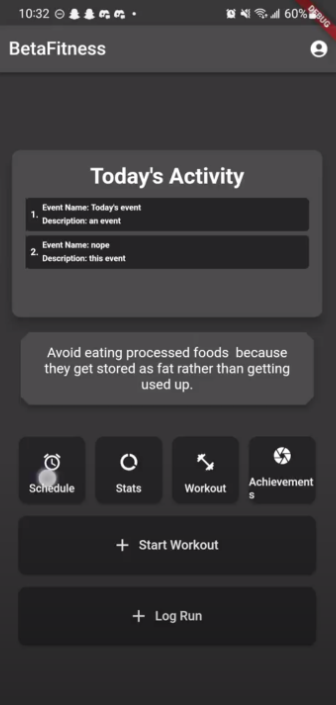 10:32 60%
DEBUG
BetaFitness
Today's Activity
1. Event Name: Today's event
Description: an event
2. Event Name: nope
Description: this event
Avoid eating processed foods  because
they get stored as fat rather than getting
used up.
Schedule Stats Workout Achievement
s
+ Start Workout
+ Log Run